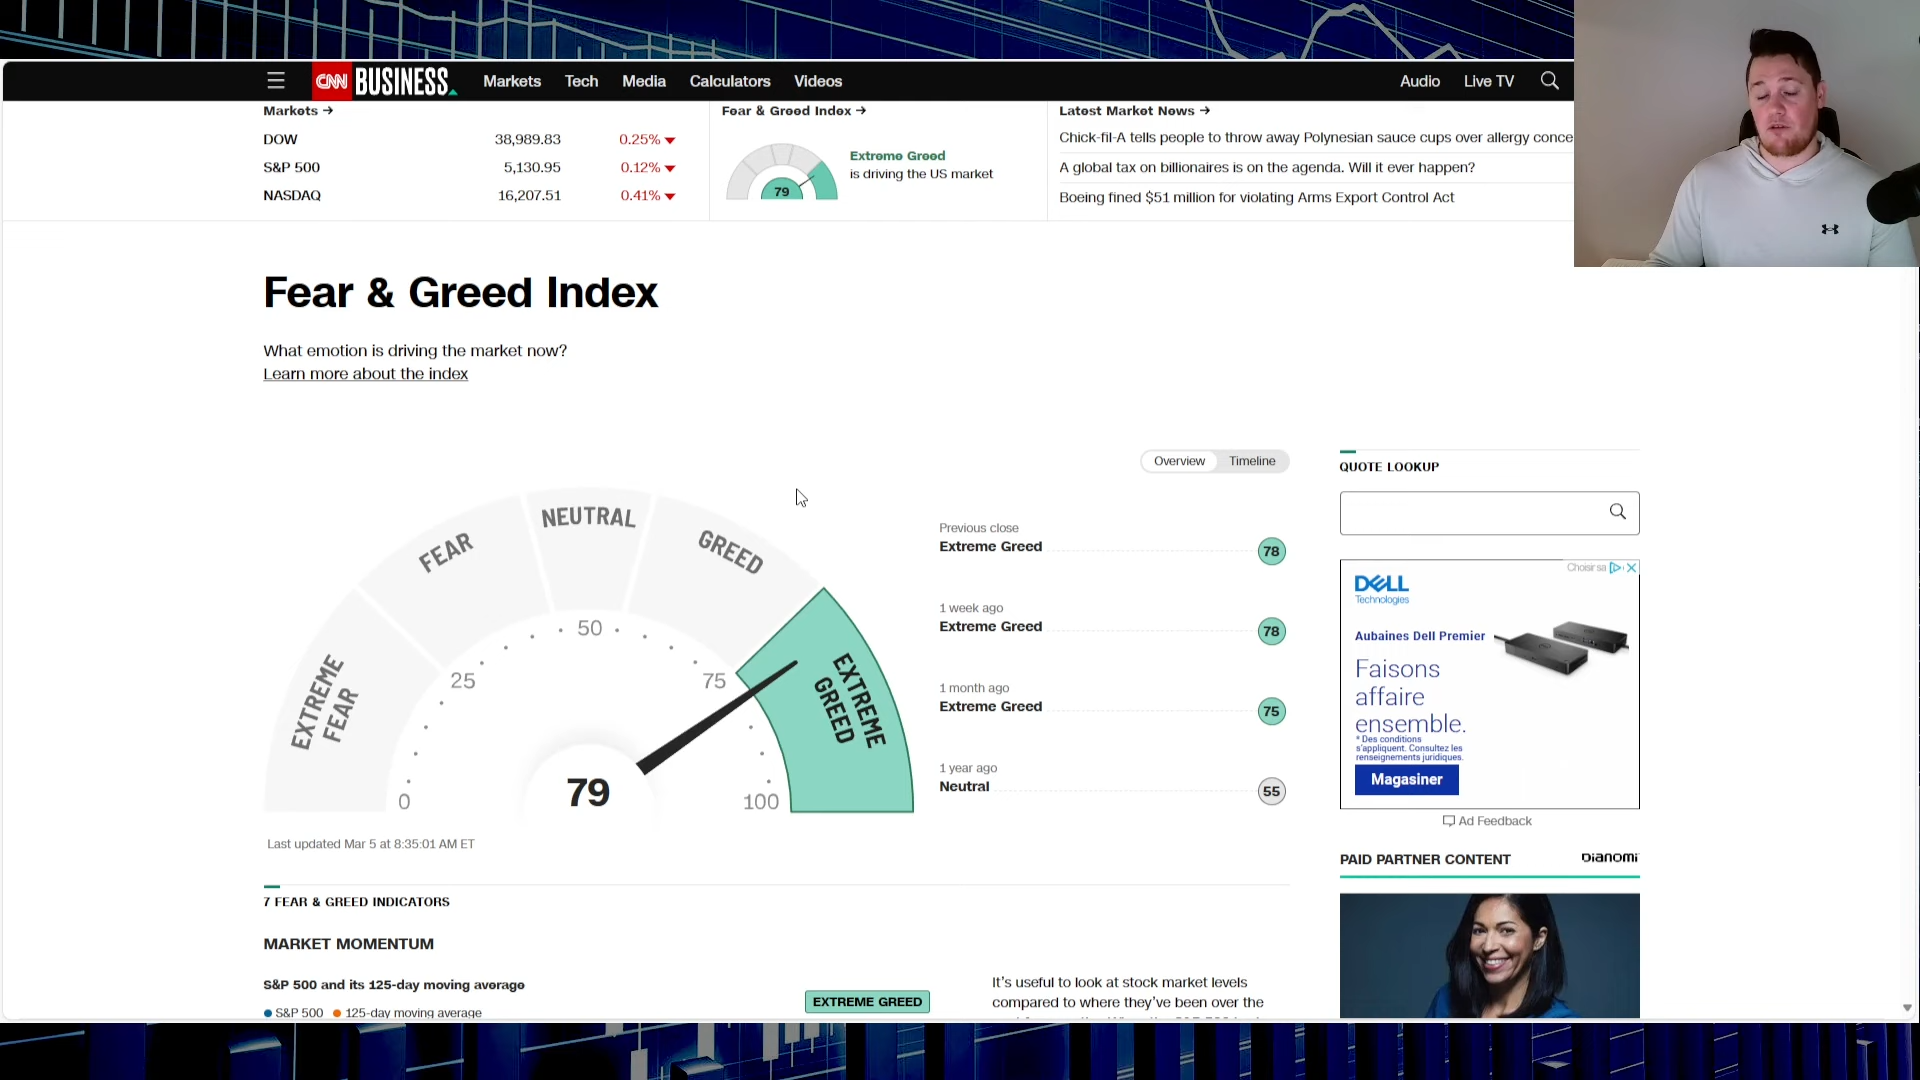 CNN BUSINESS
Markets
Tech
Media
Calculators
Videos
Audio
Live TV
Markets →
DOW 38,989.83 0.25%
S&P 500 5,130.95 0.12%
NASDAQ 16,207.51 0.41%
Fear & Greed Index →
79
Extreme Greed
is driving the US market
Latest Market News →
Chick-fil-A tells people to throw away Polynesian sauce cups over allergy conce
A global tax on billionaires is on the agenda. Will it ever happen?
Boeing fined $51 million for violating Arms Export Control Act
Fear & Greed Index
What emotion is driving the market now?
Learn more about the index
Overview
Timeline
EXTREME
FEAR
FEAR
NEUTRAL
GREED
EXTREME
GREED
0
25
50
75
100
79
Last updated Mar 5 at 8:35:01 AM ET
Previous close
Extreme Greed 78
1 week ago
Extreme Greed 78
1 month ago
Extreme Greed 75
1 year ago
Neutral 55
QUOTE LOOKUP
Choisir sa
DELL
Technologies
Aubaines Dell Premier
Faisons
affaire
ensemble.
* Des conditions
s'appliquent. Consultez les
renseignements juridiques.
Magasiner
Ad Feedback
PAID PARTNER CONTENT
Dianomi
7 FEAR & GREED INDICATORS
MARKET MOMENTUM
S&P 500 and its 125-day moving average
S&P 500
125-day moving average
EXTREME GREED
It's useful to look at stock market levels
compared to where they've been over the